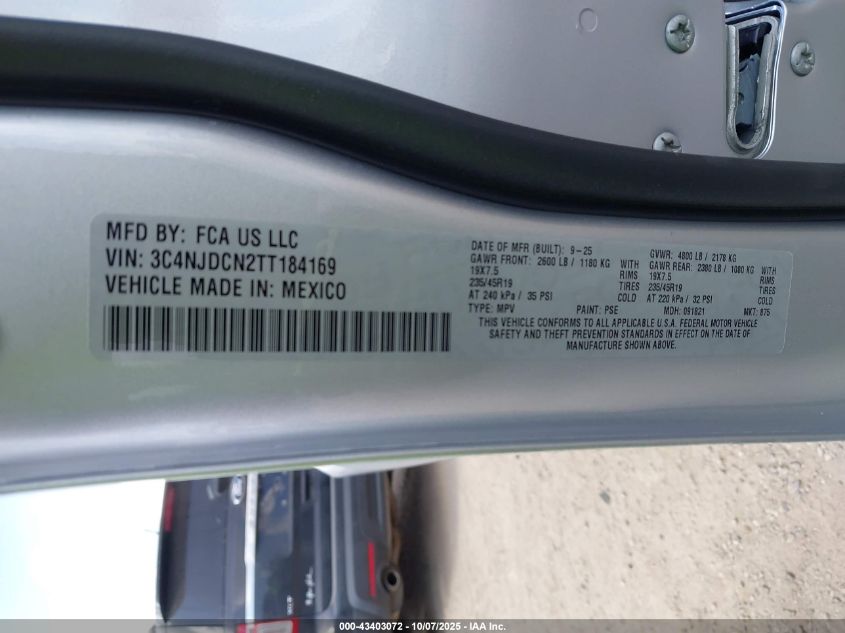 MFD BY: FCA US LLC
VIN: 3C4NJDCN2TT184169
VEHICLE MADE IN: MEXICO
DATE OF MFR (BUILT): 9-25 GVWR: 4800 LB / 2178 KG
GAWR FRONT: 2600 LB / 1180 KG WITH GAWR REAR: 2380 LB / 1080 KG WITH
19X7.5 RIMS 19X7.5 RIMS
235/45R19 TIRES 235/45R19 TIRES
AT 240 kPa / 35 PSI COLD AT 220 kPa / 32 PSI COLD
TYPE: MPV PAINT: PSE MDH: 091821 MKT: 875
THIS VEHICLE CONFORMS TO ALL APPLICABLE U.S.A. FEDERAL MOTOR VEHICLE
SAFETY AND THEFT PREVENTION STANDARDS IN EFFECT ON THE DATE OF
MANUFACTURE SHOWN ABOVE.
000-43403072 - 10/07/2025 - IAA Inc.